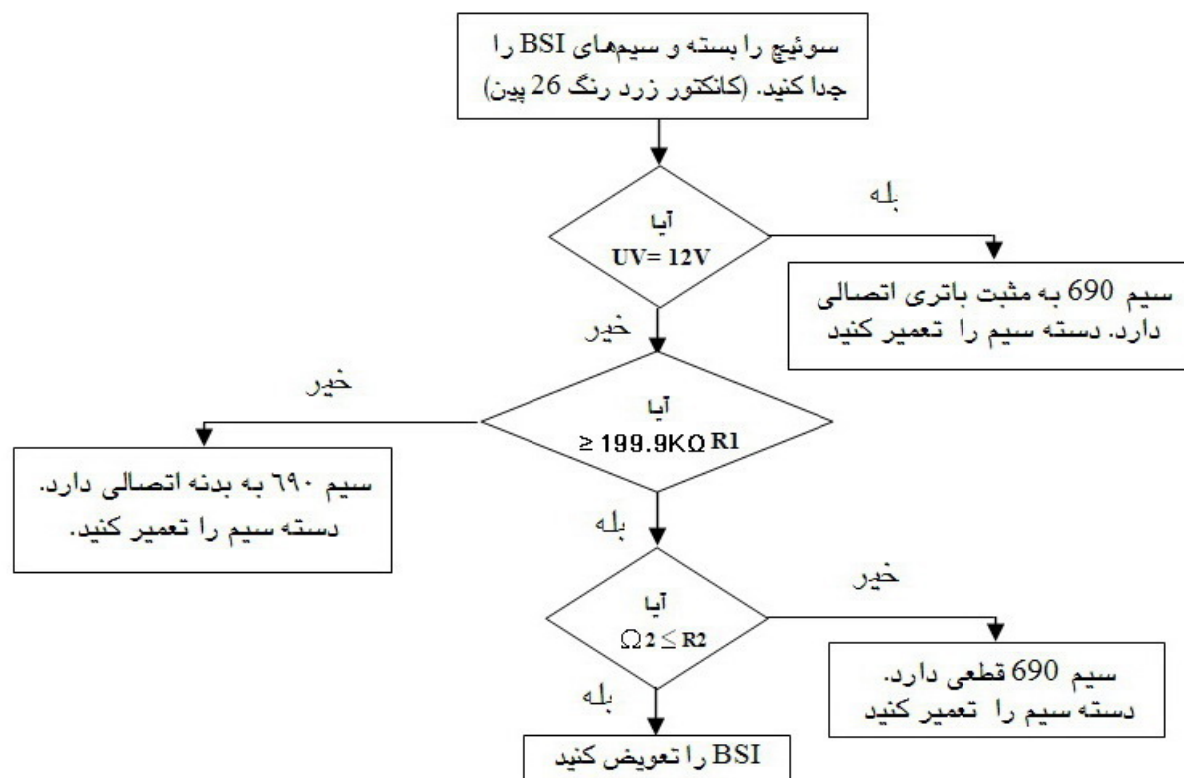 سوئیچ را بسته و سیم‌های BSI را
جدا کنید. (کانکتور زرد رنگ 26 پین)
بله
آیا
UV= 12V
سیم 690 به مثبت باتری اتصالی
دارد. دسته سیم را تعمیر کنید
خیر
خیر
آیا
≥ 199.9KΩ R1
سیم ٦٩٠ به بدنه اتصالی دارد.
دسته سیم را تعمیر کنید.
بله
خیر
آیا
Ω 2 ≤ R2
سیم 690 قطعی دارد.
دسته سیم را تعمیر کنید
بله
BSI را تعویض کنید